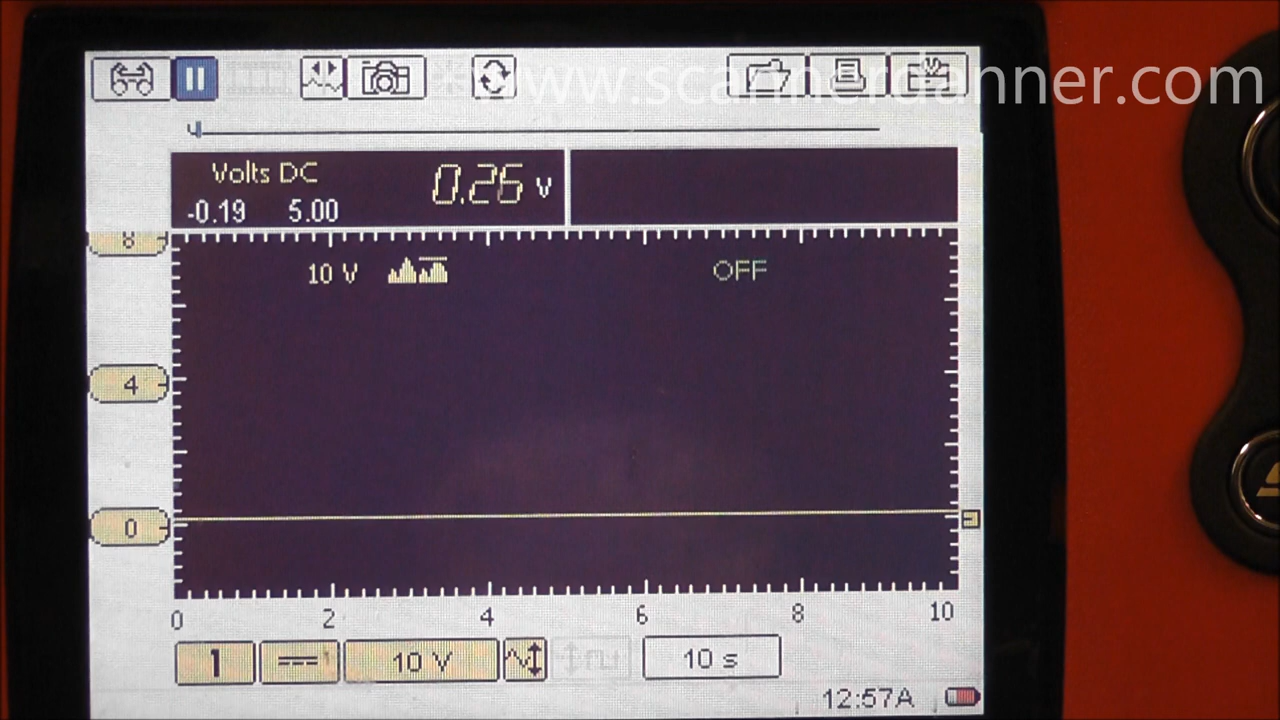 www.scannerdanner.com
Volts DC
0.26 V
-0.19 5.00
8
10 V
OFF
4
0
0 2 4 6 8 10
1
10 V
10 s
12:57A